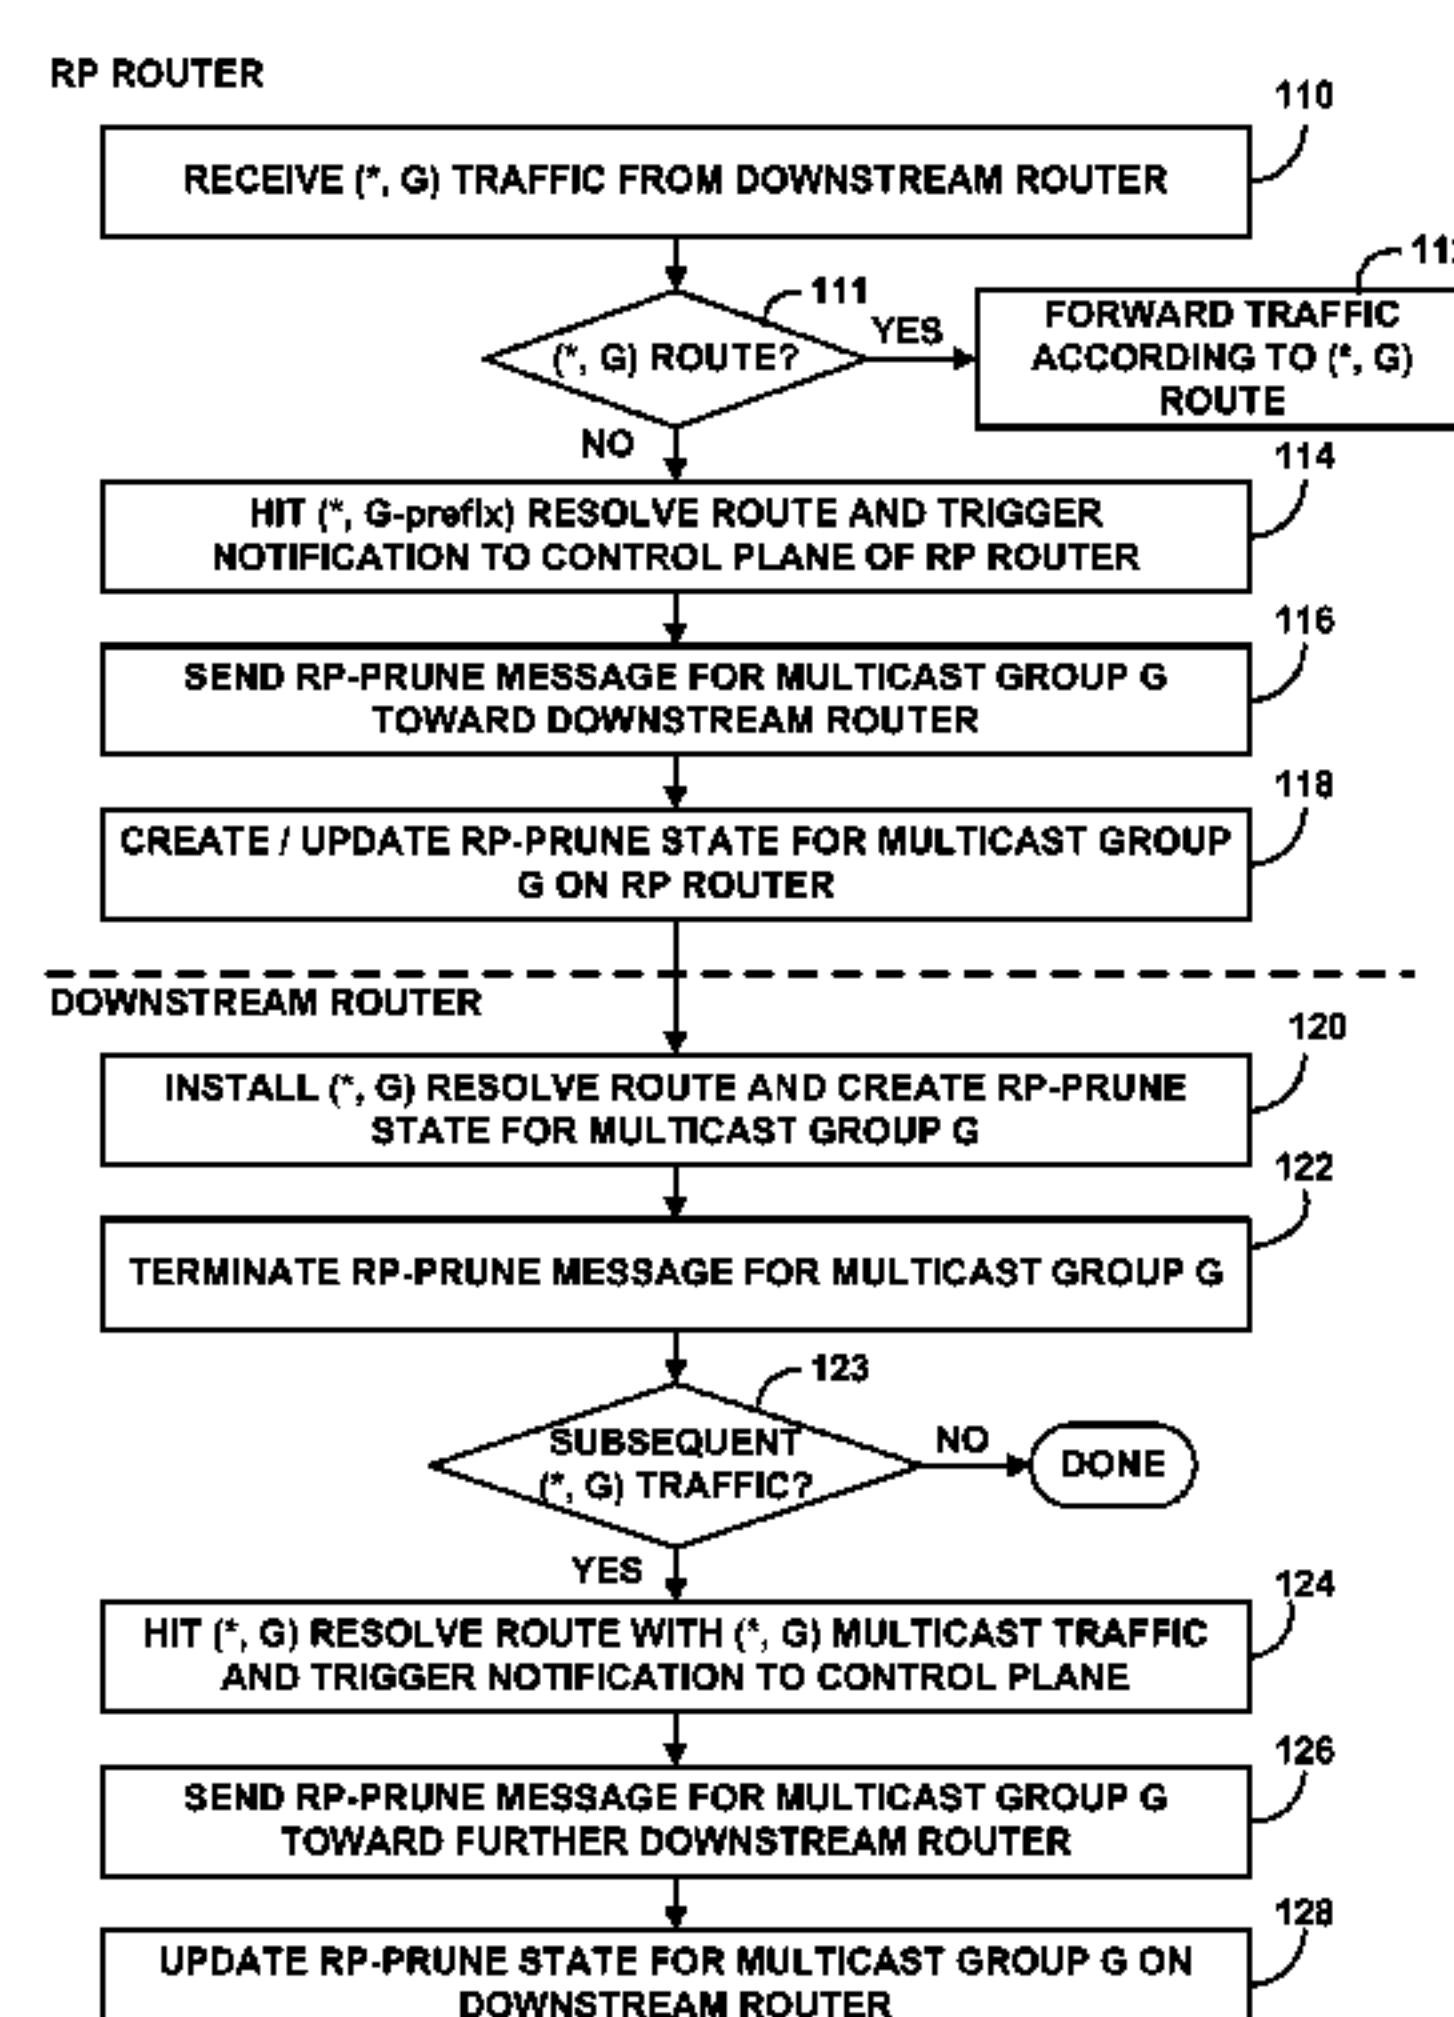 RP ROUTER
110
RECEIVE (*, G) TRAFFIC FROM DOWNSTREAM ROUTER
111
(*, G) ROUTE?
YES
FORWARD TRAFFIC
ACCORDING TO (*, G)
ROUTE
NO
114
HIT (*, G-prefix) RESOLVE ROUTE AND TRIGGER
NOTIFICATION TO CONTROL PLANE OF RP ROUTER
116
SEND RP-PRUNE MESSAGE FOR MULTICAST GROUP G
TOWARD DOWNSTREAM ROUTER
118
CREATE / UPDATE RP-PRUNE STATE FOR MULTICAST GROUP
G ON RP ROUTER
DOWNSTREAM ROUTER
120
INSTALL (*, G) RESOLVE ROUTE AND CREATE RP-PRUNE
STATE FOR MULTICAST GROUP G
122
TERMINATE RP-PRUNE MESSAGE FOR MULTICAST GROUP G
123
SUBSEQUENT
(*, G) TRAFFIC?
NO
DONE
YES
124
HIT (*, G) RESOLVE ROUTE WITH (*, G) MULTICAST TRAFFIC
AND TRIGGER NOTIFICATION TO CONTROL PLANE
126
SEND RP-PRUNE MESSAGE FOR MULTICAST GROUP G
TOWARD FURTHER DOWNSTREAM ROUTER
128
UPDATE RP-PRUNE STATE FOR MULTICAST GROUP G ON
DOWNSTREAM ROUTER